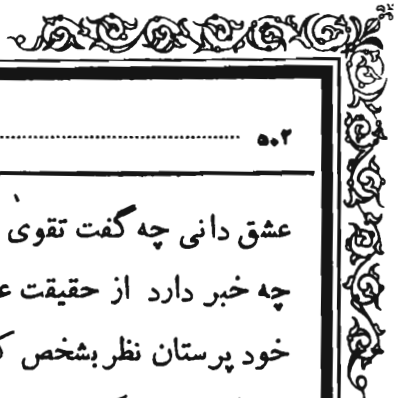 ۵۰۲
عشق دانی چه گفت تقوی
چه خبر دارد از حقیقت
خود پرستان نظر بشخص